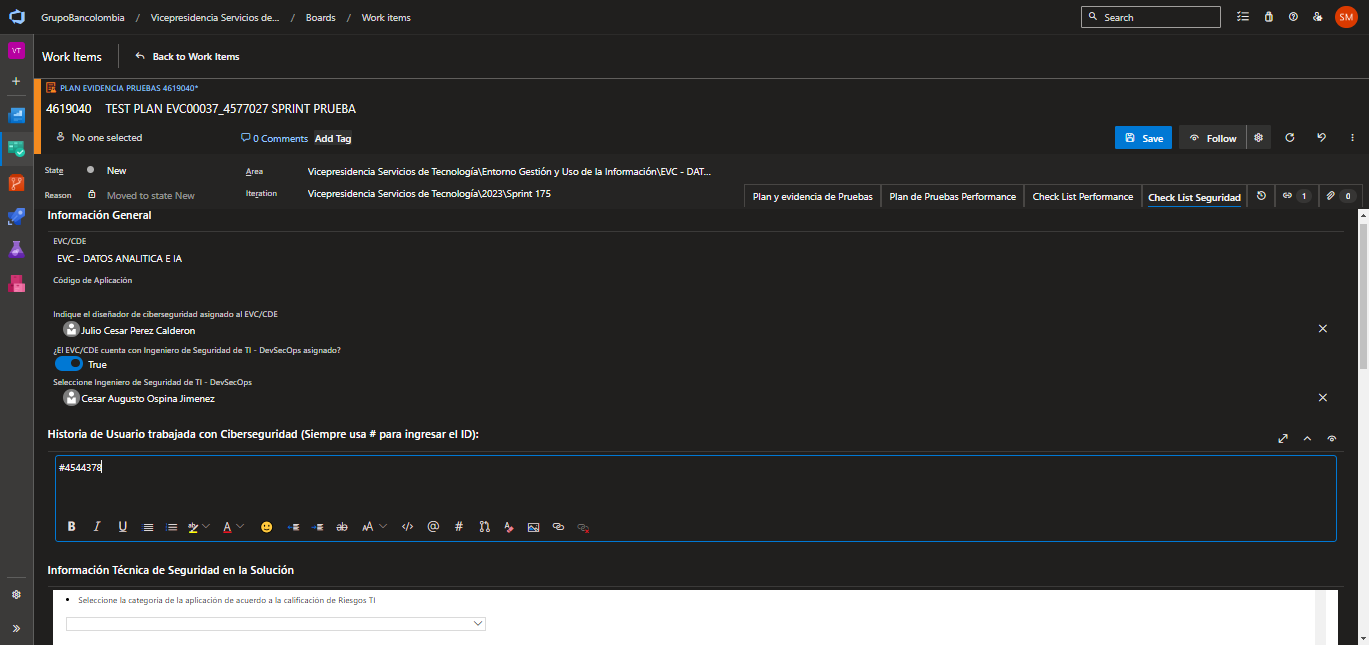 GrupoBancolombia / Vicepresidencia Servicios de... / Boards / Work items
Search
SM
VT
Work Items
Back to Work Items
PLAN EVIDENCIA PRUEBAS 4619040*
4619040 TEST PLAN EVC00037_4577027 SPRINT PRUEBA
No one selected
0 Comments
Add Tag
Save
Follow
State
New
Area
Vicepresidencia Servicios de Tecnología\Entorno Gestión y Uso de la Información\EVC - DAT...
Reason
Moved to state New
Iteration
Vicepresidencia Servicios de Tecnología\2023\Sprint 175
Plan y evidencia de Pruebas
Plan de Pruebas Performance
Check List Performance
Check List Seguridad
1
0
Información General
EVC/CDE
EVC - DATOS ANALITICA E IA
Código de Aplicación
Indique el diseñador de ciberseguridad asignado al EVC/CDE
Julio Cesar Perez Calderon
¿El EVC/CDE cuenta con Ingeniero de Seguridad de TI - DevSecOps asignado?
True
Seleccione Ingeniero de Seguridad de TI - DevSecOps
Cesar Augusto Ospina Jimenez
Historia de Usuario trabajada con Ciberseguridad (Siempre usa # para ingresar el ID):
#4544378
Información Técnica de Seguridad en la Solución
• Seleccione la categoria de la aplicación de acuerdo a la calificación de Riesgos TI